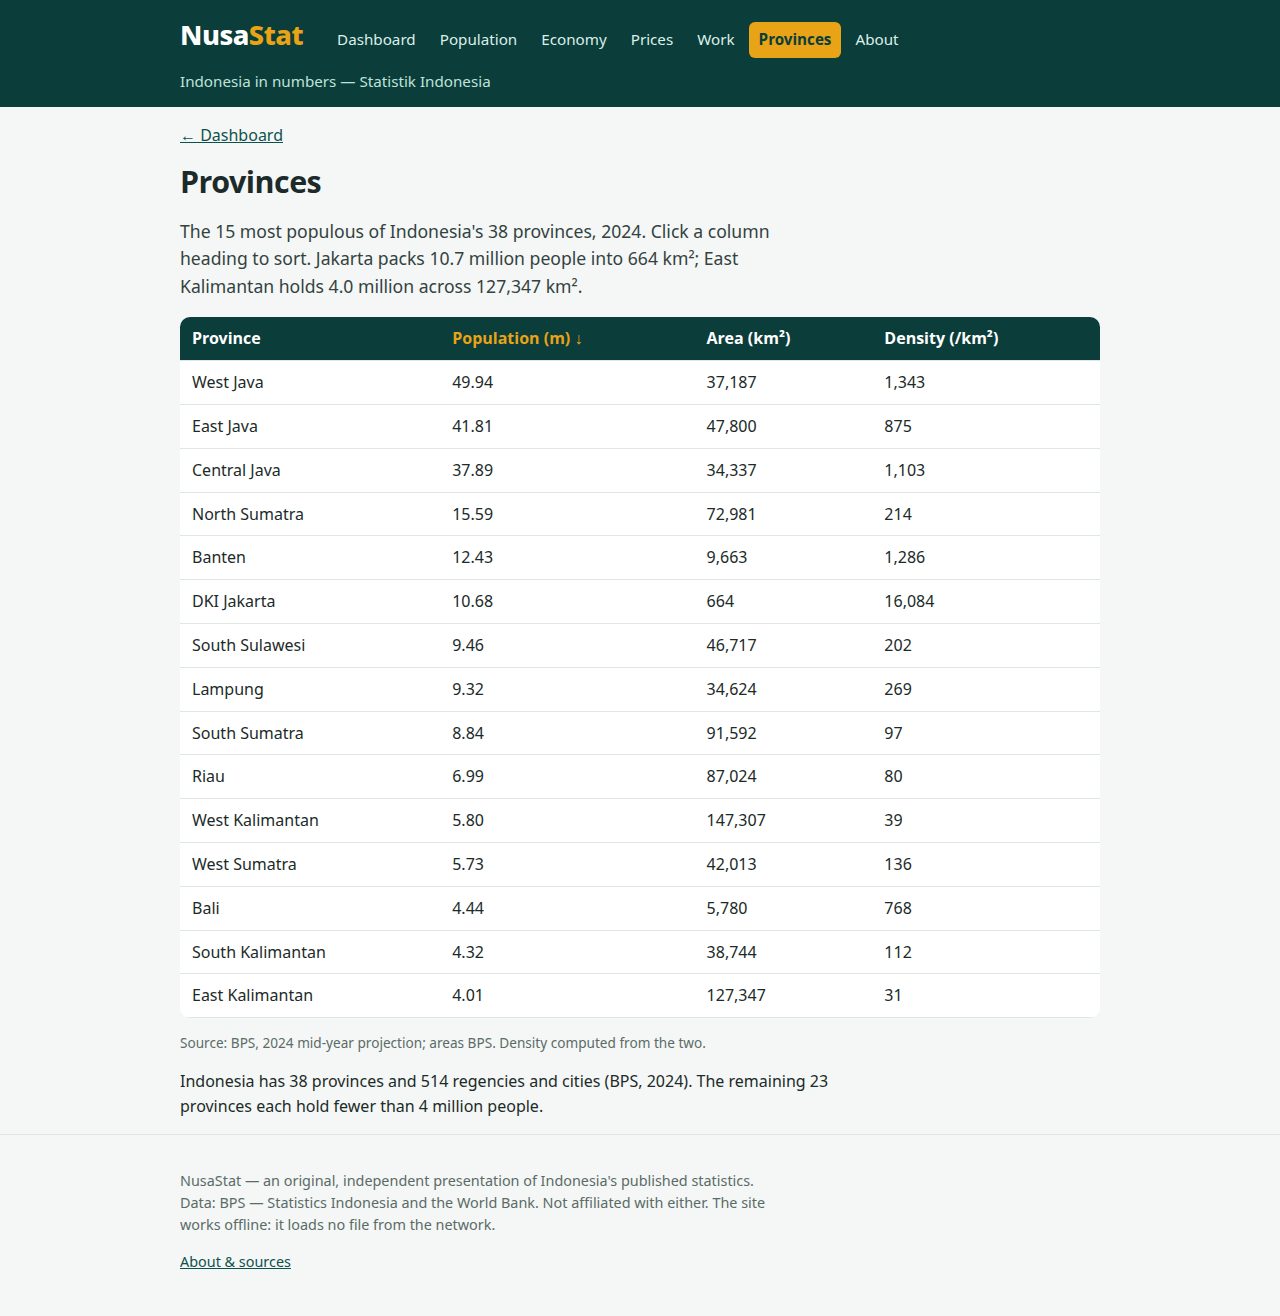 NusaStat
Dashboard Population Economy Prices Work Provinces About
Indonesia in numbers — Statistik Indonesia
← Dashboard
Provinces
The 15 most populous of Indonesia's 38 provinces, 2024. Click a column
heading to sort. Jakarta packs 10.7 million people into 664 km²; East
Kalimantan holds 4.0 million across 127,347 km².
Province Population (m) ↓ Area (km²) Density (/km²)
West Java 49.94 37,187 1,343
East Java 41.81 47,800 875
Central Java 37.89 34,337 1,103
North Sumatra 15.59 72,981 214
Banten 12.43 9,663 1,286
DKI Jakarta 10.68 664 16,084
South Sulawesi 9.46 46,717 202
Lampung 9.32 34,624 269
South Sumatra 8.84 91,592 97
Riau 6.99 87,024 80
West Kalimantan 5.80 147,307 39
West Sumatra 5.73 42,013 136
Bali 4.44 5,780 768
South Kalimantan 4.32 38,744 112
East Kalimantan 4.01 127,347 31
Source: BPS, 2024 mid-year projection; areas BPS. Density computed from the two.
Indonesia has 38 provinces and 514 regencies and cities (BPS, 2024). The remaining 23
provinces each hold fewer than 4 million people.
NusaStat — an original, independent presentation of Indonesia's published statistics.
Data: BPS — Statistics Indonesia and the World Bank. Not affiliated with either. The site
works offline: it loads no file from the network.
About & sources